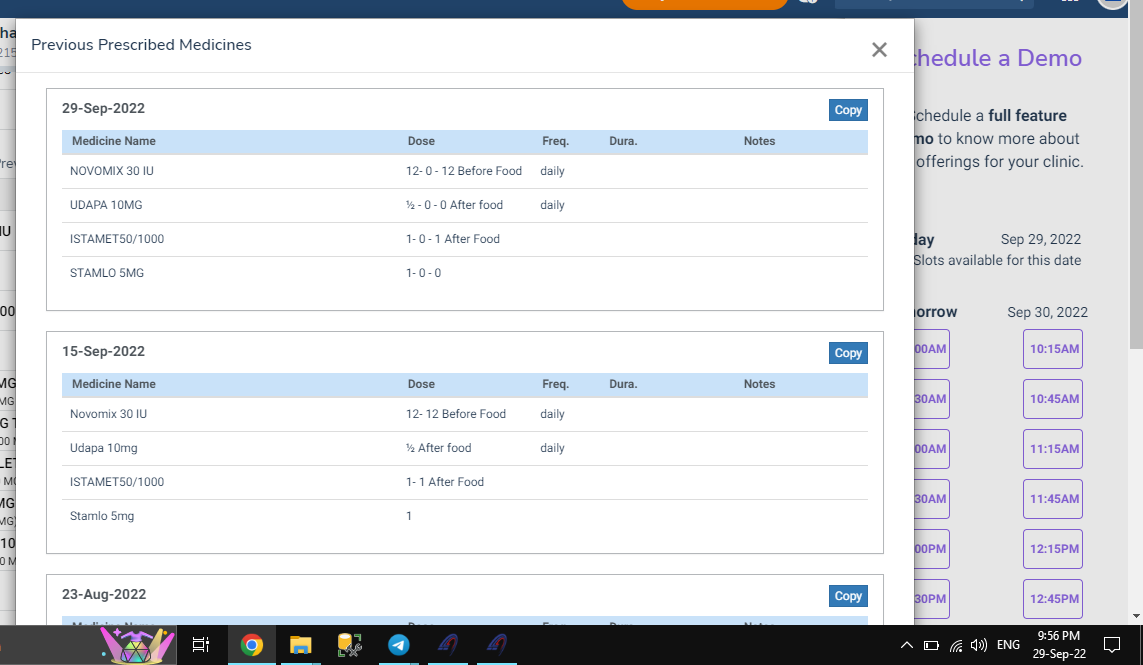 Previous Prescribed Medicines
29-Sep-2022
Copy
Medicine Name Dose Freq. Dura. Notes
NOVOMIX 30 IU 12- 0 - 12 Before Food daily
UDAPA 10MG ½ - 0 - 0 After food daily
ISTAMET50/1000 1- 0 - 1 After Food
STAMLO 5MG 1- 0 - 0
15-Sep-2022
Copy
Medicine Name Dose Freq. Dura. Notes
Novomix 30 IU 12- 12 Before Food daily
Udapa 10mg ½ After food daily
ISTAMET50/1000 1- 1 After Food
Stamlo 5mg 1
23-Aug-2022
Copy
chedule a Demo
chedule a full feature
mo to know more about
offerings for your clinic.
day Sep 29, 2022
Slots available for this date
orrow Sep 30, 2022
00AM 10:15AM
30AM 10:45AM
00AM 11:15AM
30AM 11:45AM
00PM 12:15PM
30PM 12:45PM
ENG
9:56 PM
29-Sep-22